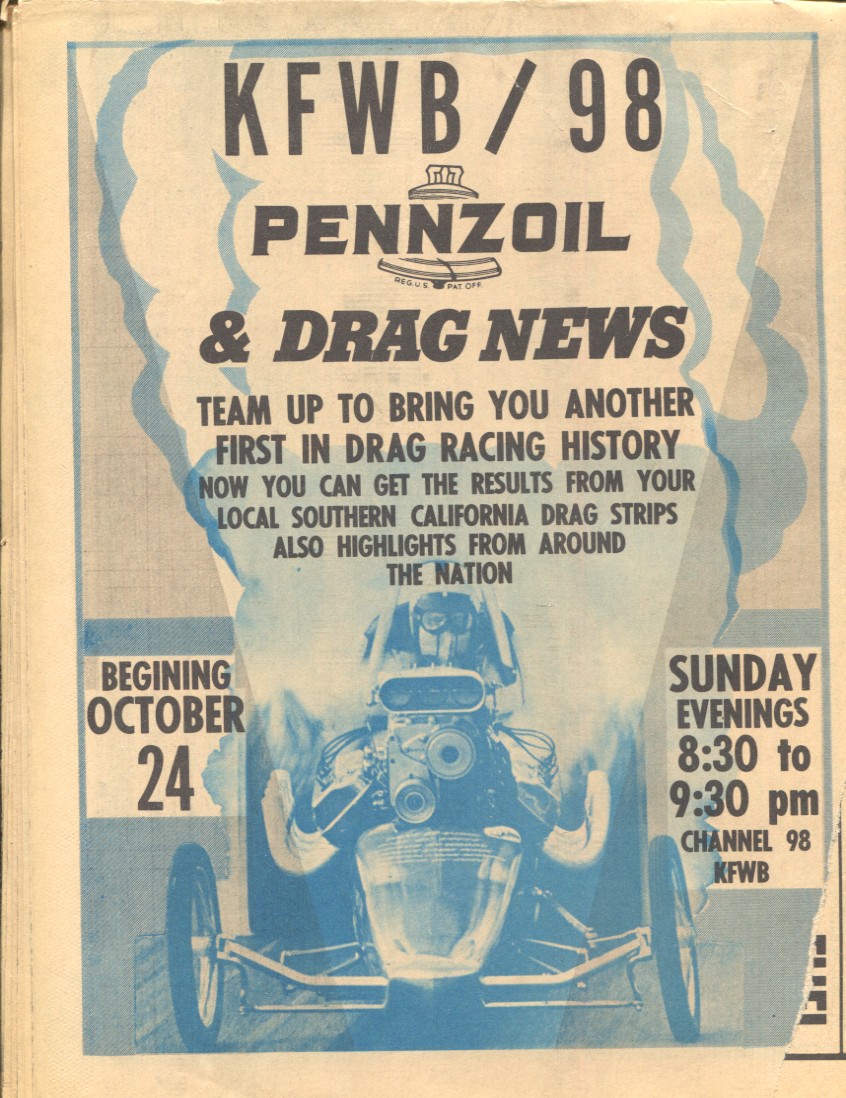 KFWB/98
PENNZOIL
REG.U.S. PAT. OFF.
& DRAG NEWS
TEAM UP TO BRING YOU ANOTHER
FIRST IN DRAG RACING HISTORY
NOW YOU CAN GET THE RESULTS FROM YOUR
LOCAL SOUTHERN CALIFORNIA DRAG STRIPS
ALSO HIGHLIGHTS FROM AROUND
THE NATION
BEGINING
OCTOBER
24
SUNDAY
EVENINGS
8:30 to
9:30 pm
CHANNEL 98
KFWB